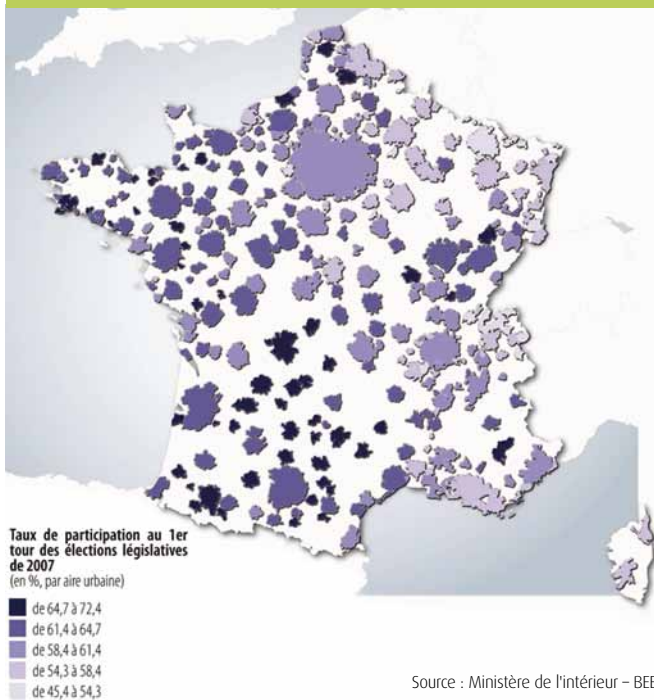 Taux de participation au 1er
tour des élections législatives
de 2007
(en %, par aire urbaine)
de 64,7 à 72,4
de 61,4 à 64,7
de 58,4 à 61,4
de 54,3 à 58,4
de 45,4 à 54,3
Source : Ministère de l'intérieur – BEE